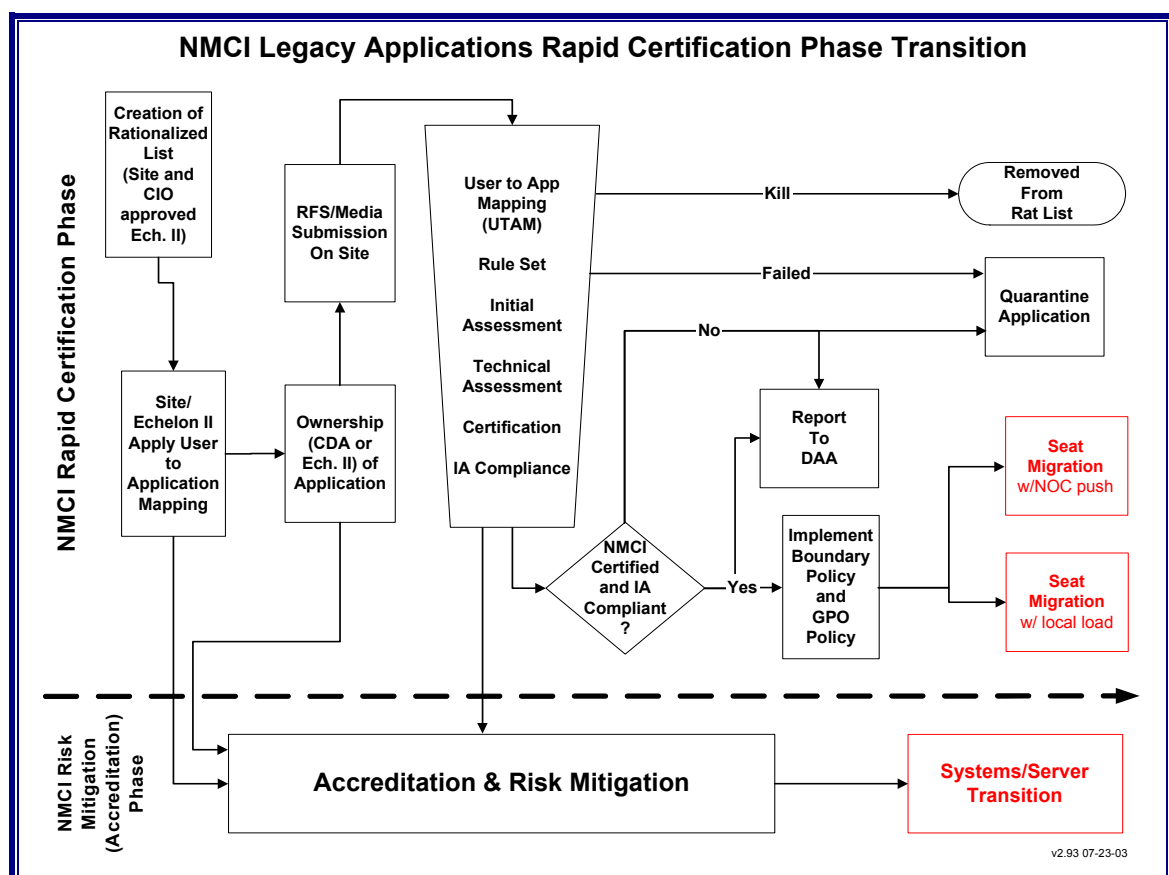 NMCI Legacy Applications Rapid Certification Phase Transition
NMCI Rapid Certification Phase
Creation of
Rationalized
List
(Site and
CIO
approved
Ech. II)
Site/
Echelon II
Apply User
to
Application
Mapping
RFS/Media
Submission
On Site
Ownership
(CDA or
Ech. II) of
Application
User to App
Mapping
(UTAM)
Rule Set
Initial
Assessment
Technical
Assessment
Certification
IA Compliance
Kill
Removed
From
Rat List
Failed
Quarantine
Application
No
Report
To
DAA
NMCI
Certified
and IA
Compliant
?
Yes
Implement
Boundary
Policy
and
GPO
Policy
Seat
Migration
w/NOC push
Seat
Migration
w/ local load
NMCI Risk
Mitigation
(Accreditation)
Phase
Accreditation & Risk Mitigation
Systems/Server
Transition
v2.93 07-23-03